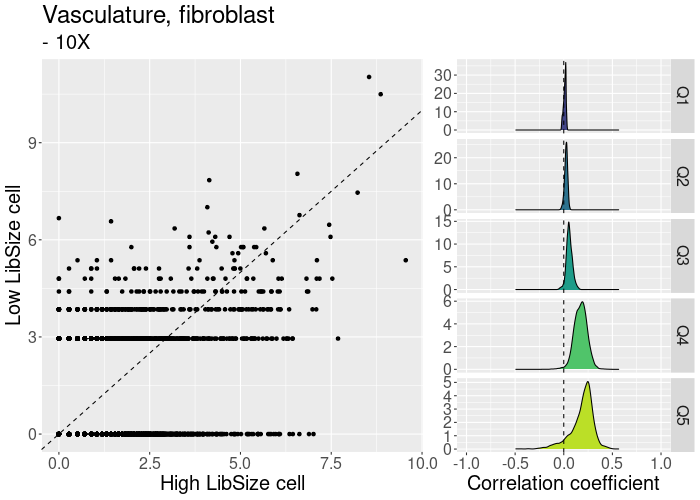 Vasculature, fibroblast
- 10X
Low LibSize cell
9
6
3
0
0.0 2.5 5.0 7.5 10.0
High LibSize cell
30
20
10
0
Q1
20
10
0
Q2
15
10
5
0
Q3
6
4
2
0
Q4
5
4
3
2
1
0
Q5
-1.0 -0.5 0.0 0.5 1.0
Correlation coefficient